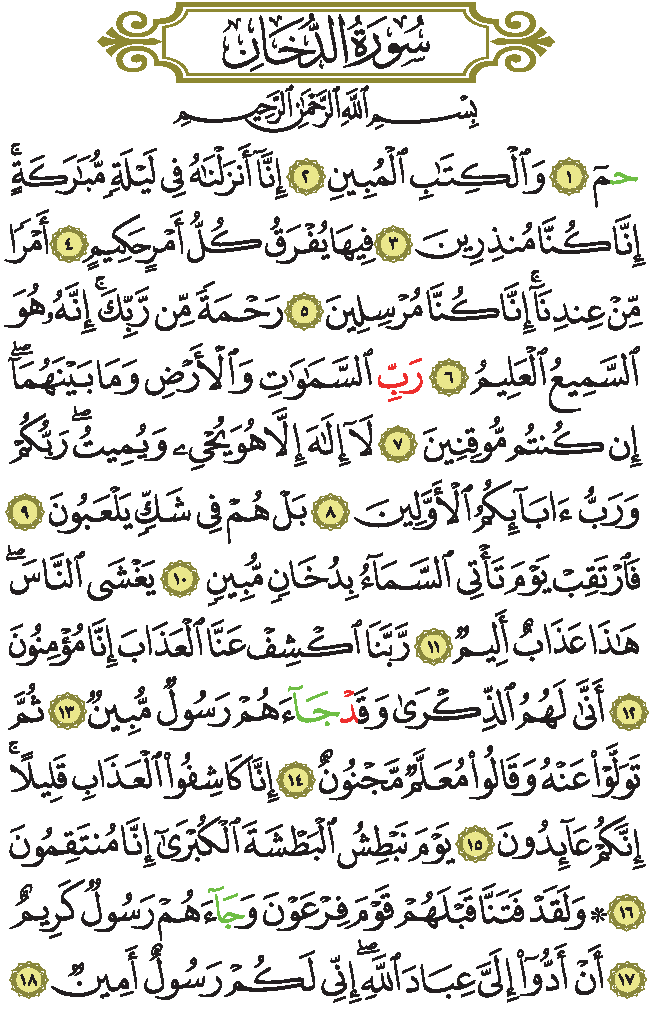 سُورَةُ الدُّخَانِ
بِسْمِ اللَّهِ الرَّحْمَٰنِ الرَّحِيمِ
حمٓ ١ وَٱلْكِتَٰبِ ٱلْمُبِينِ ٢ إِنَّآ أَنزَلْنَٰهُ فِى لَيْلَةٍ مُّبَٰرَكَةٍ ۚ
إِنَّا كُنَّا مُنذِرِينَ ٣ فِيهَا يُفْرَقُ كُلُّ أَمْرٍ حَكِيمٍ ٤ أَمْرًا
مِّنْ عِندِنَآ ۚ إِنَّا كُنَّا مُرْسِلِينَ ٥ رَحْمَةً مِّن رَّبِّكَ ۚ إِنَّهُۥ هُوَ
ٱلسَّمِيعُ ٱلْعَلِيمُ ٦ رَبِّ ٱلسَّمَٰوَٰتِ وَٱلْأَرْضِ وَمَا بَيْنَهُمَآ ۖ
إِن كُنتُم مُّوقِنِينَ ٧ لَآ إِلَٰهَ إِلَّا هُوَ يُحْىِۦ وَيُمِيتُ ۖ رَبُّكُمْ
وَرَبُّ ءَابَآئِكُمُ ٱلْأَوَّلِينَ ٨ بَلْ هُمْ فِى شَكٍّ يَلْعَبُونَ ٩
فَٱرْتَقِبْ يَوْمَ تَأْتِى ٱلسَّمَآءُ بِدُخَانٍ مُّبِينٍ ١٠ يَغْشَى ٱلنَّاسَ ۖ
هَٰذَا عَذَابٌ أَلِيمٌ ١١ رَّبَّنَا ٱكْشِفْ عَنَّا ٱلْعَذَابَ إِنَّا مُؤْمِنُونَ
١٢ أَنَّىٰ لَهُمُ ٱلذِّكْرَىٰ وَقَدْ جَآءَهُمْ رَسُولٌ مُّبِينٌ ١٣ ثُمَّ
تَوَلَّوْا۟ عَنْهُ وَقَالُوا۟ مُعَلَّمٌ مَّجْنُونٌ ١٤ إِنَّا كَاشِفُوا۟ ٱلْعَذَابِ قَلِيلًا ۚ
إِنَّكُمْ عَآئِدُونَ ١٥ يَوْمَ نَبْطِشُ ٱلْبَطْشَةَ ٱلْكُبْرَىٰٓ إِنَّا مُنتَقِمُونَ
١٦ ۞ وَلَقَدْ فَتَنَّا قَبْلَهُمْ قَوْمَ فِرْعَوْنَ وَجَآءَهُمْ رَسُولٌ كَرِيمٌ
١٧ أَنْ أَدُّوٓا۟ إِلَىَّ عِبَادَ ٱللَّهِ ۖ إِنِّى لَكُمْ رَسُولٌ أَمِينٌ ١٨